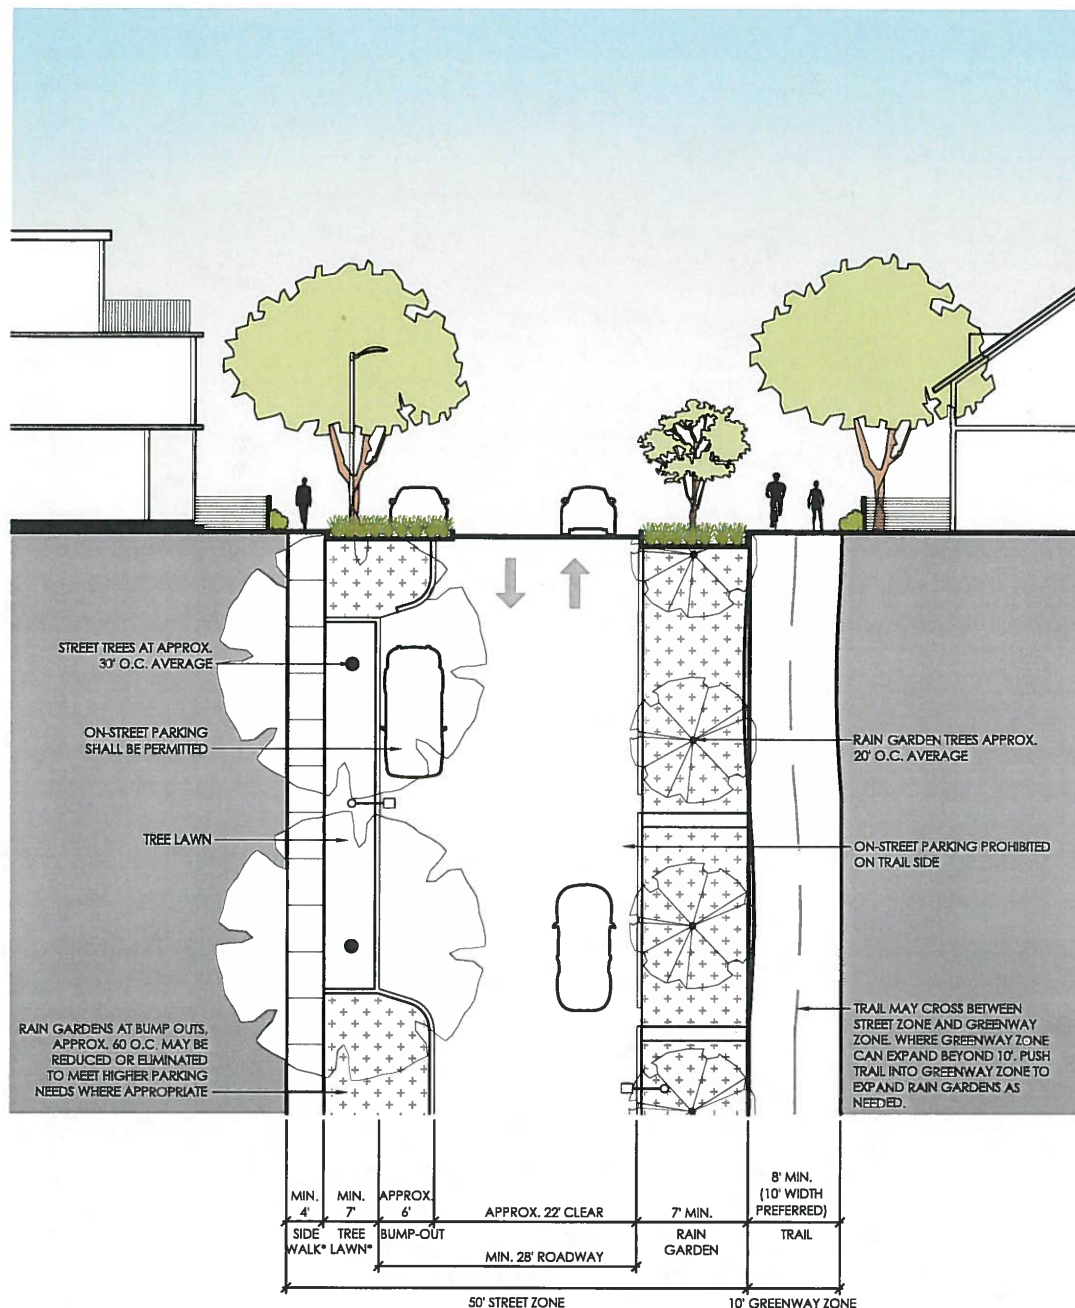 STREET TREES AT APPROX.
30' O.C. AVERAGE
ON-STREET PARKING
SHALL BE PERMITTED
TREE LAWN
RAIN GARDENS AT BUMP OUTS,
APPROX. 60 O.C. MAY BE
REDUCED OR ELIMINATED
TO MEET HIGHER PARKING
NEEDS WHERE APPROPRIATE
RAIN GARDEN TREES APPROX.
20' O.C. AVERAGE
ON-STREET PARKING PROHIBITED
ON TRAIL SIDE
TRAIL MAY CROSS BETWEEN
STREET ZONE AND GREENWAY
ZONE. WHERE GREENWAY ZONE
CAN EXPAND BEYOND 10'. PUSH
TRAIL INTO GREENWAY ZONE TO
EXPAND RAIN GARDENS AS
NEEDED.
MIN.
4'
SIDE
WALK*
MIN.
7'
TREE
LAWN*
APPROX.
6'
BUMP-OUT
APPROX. 22' CLEAR
7' MIN.
RAIN
GARDEN
8' MIN.
(10' WIDTH
PREFERRED)
TRAIL
MIN. 28' ROADWAY
50' STREET ZONE
10' GREENWAY ZONE